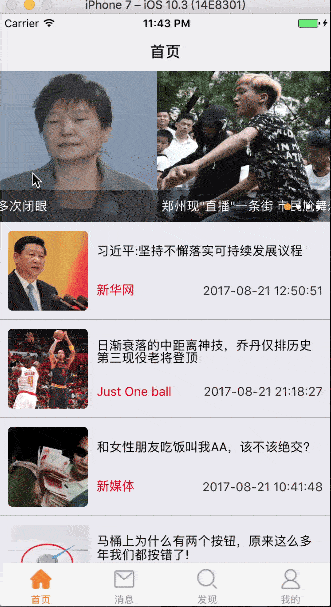 iPhone 7 – iOS 10.3 (14E8301)
Carrier 11:43 PM
首页
多次闭眼
郑州现"直播"一条街 市民尬舞
习近平:坚持不懈落实可持续发展议程
新华网 2017-08-21 12:50:51
日渐衰落的中距离神技，乔丹仅排历史
第三现役老将登顶
Just One ball 2017-08-21 21:18:27
和女性朋友吃饭叫我AA，该不该绝交?
新媒体 2017-08-21 10:41:48
马桶上为什么有两个按钮，原来这么多
年我们都按错了!
首页 消息 发现 我的